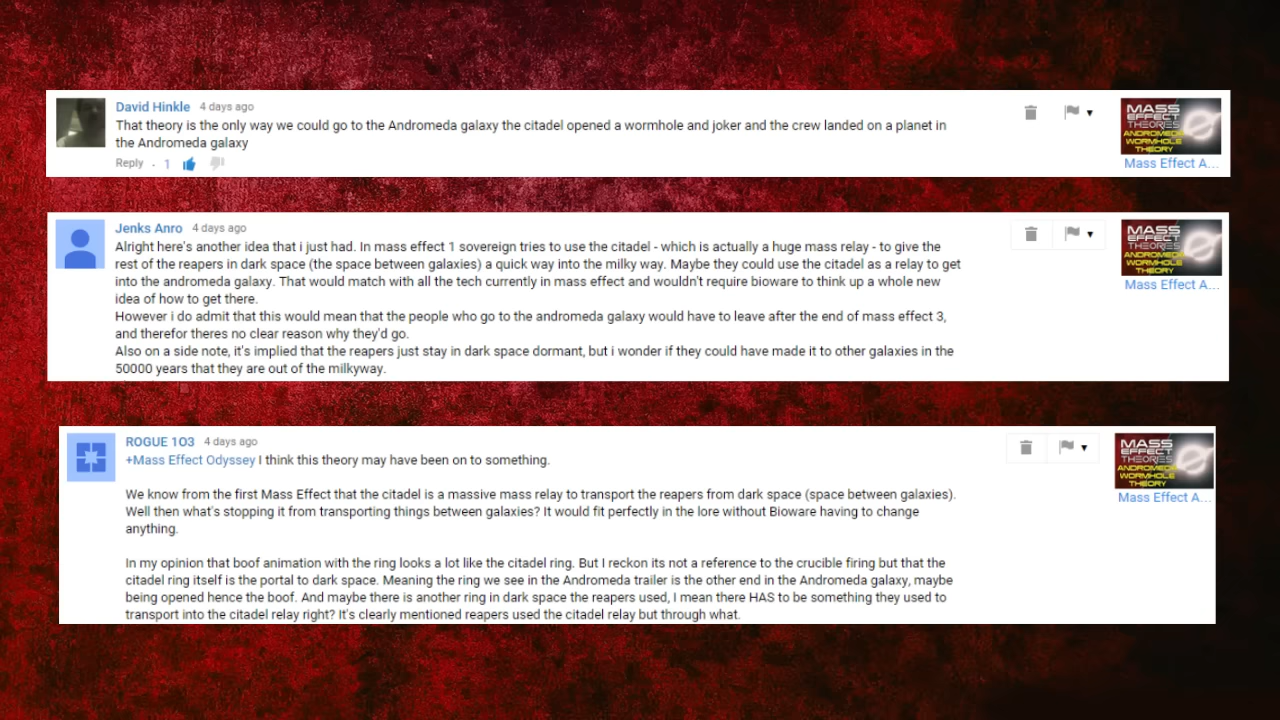 David Hinkle 4 days ago
That theory is the only way we could go to the Andromeda galaxy the citadel opened a wormhole and joker and the crew landed on a planet in
the Andromeda galaxy
Reply · 1
MASS
EFFECT
THEORIES
ANDROMEDA
WORMHOLE
THEORY
Mass Effect A...
Jenks Anro 4 days ago
Alright here's another idea that i just had. In mass effect 1 sovereign tries to use the citadel - which is actually a huge mass relay - to give the
rest of the reapers in dark space (the space between galaxies) a quick way into the milky way. Maybe they could use the citadel as a relay to get
into the andromeda galaxy. That would match with all the tech currently in mass effect and wouldn't require bioware to think up a whole new
idea of how to get there.
However i do admit that this would mean that the people who go to the andromeda galaxy would have to leave after the end of mass effect 3,
and therefor theres no clear reason why they'd go.
Also on a side note, it's implied that the reapers just stay in dark space dormant, but i wonder if they could have made it to other galaxies in the
50000 years that they are out of the milkyway.
MASS
EFFECT
THEORIES
ANDROMEDA
WORMHOLE
THEORY
Mass Effect A...
ROGUE 1O3 4 days ago
+Mass Effect Odyssey I think this theory may have been on to something.
We know from the first Mass Effect that the citadel is a massive mass relay to transport the reapers from dark space (space between galaxies).
Well then what's stopping it from transporting things between galaxies? It would fit perfectly in the lore without Bioware having to change
anything.
In my opinion that boof animation with the ring looks a lot like the citadel ring. But I reckon its not a reference to the crucible firing but that the
citadel ring itself is the portal to dark space. Meaning the ring we see in the Andromeda trailer is the other end in the Andromeda galaxy, maybe
being opened hence the boof. And maybe there is another ring in dark space the reapers used, I mean there HAS to be something they used to
transport into the citadel relay right? It's clearly mentioned reapers used the citadel relay but through what.
MASS
EFFECT
THEORIES
ANDROMEDA
WORMHOLE
THEORY
Mass Effect A...